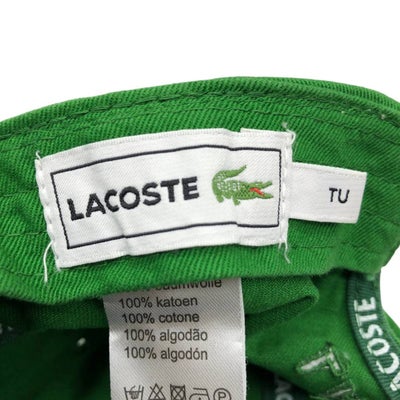 LACOSTE
TU
100% katoen
100% cotone
100% algodão
100% algodón
LACOSTE